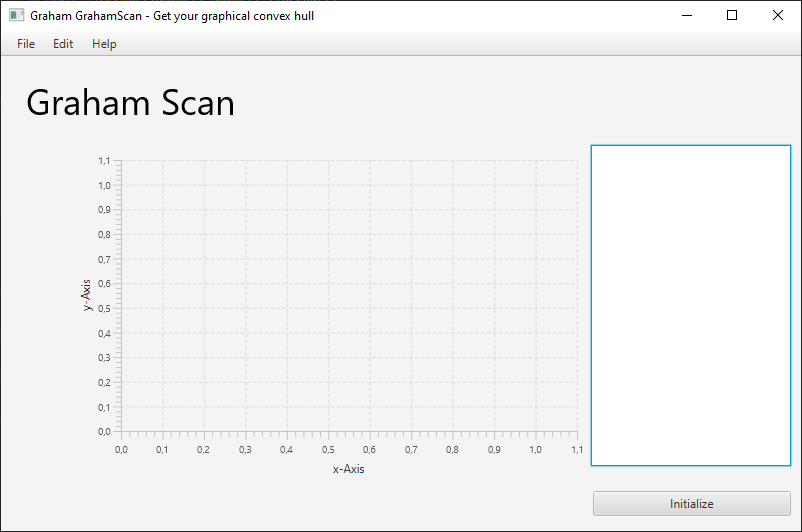 Graham GrahamScan - Get your graphical convex hull
File Edit Help
Graham Scan
1,1
1,0
0,9
0,8
0,7
0,6
0,5
0,4
0,3
0,2
0,1
0,0
y-Axis
0,0 0,1 0,2 0,3 0,4 0,5 0,6 0,7 0,8 0,9 1,0 1,1
x-Axis
Initialize